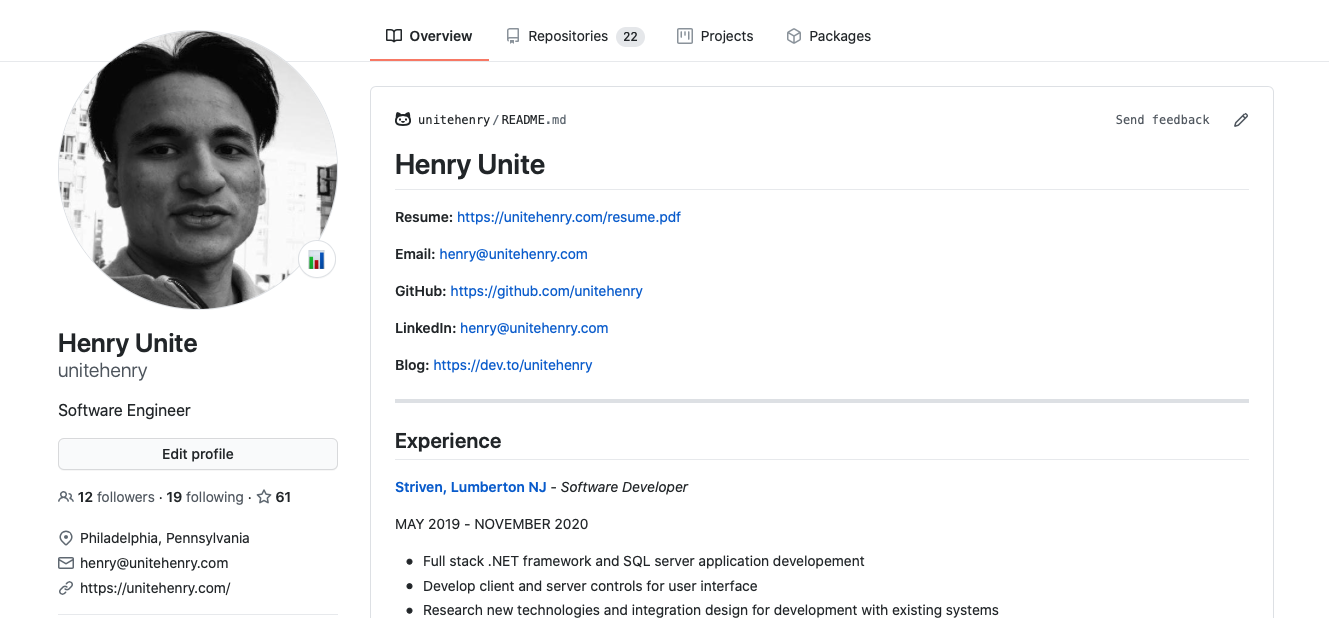 Overview
Repositories 22
Projects
Packages
unitehenry/README.md
Send feedback
Henry Unite
Resume: https://unitehenry.com/resume.pdf
Email: henry@unitehenry.com
GitHub: https://github.com/unitehenry
LinkedIn: henry@unitehenry.com
Blog: https://dev.to/unitehenry
Experience
Striven, Lumberton NJ - Software Developer
MAY 2019 - NOVEMBER 2020
Full stack .NET framework and SQL server application developement
Develop client and server controls for user interface
Research new technologies and integration design for development with existing systems
Henry Unite
unitehenry
Software Engineer
Edit profile
12 followers · 19 following · 61
Philadelphia, Pennsylvania
henry@unitehenry.com
https://unitehenry.com/